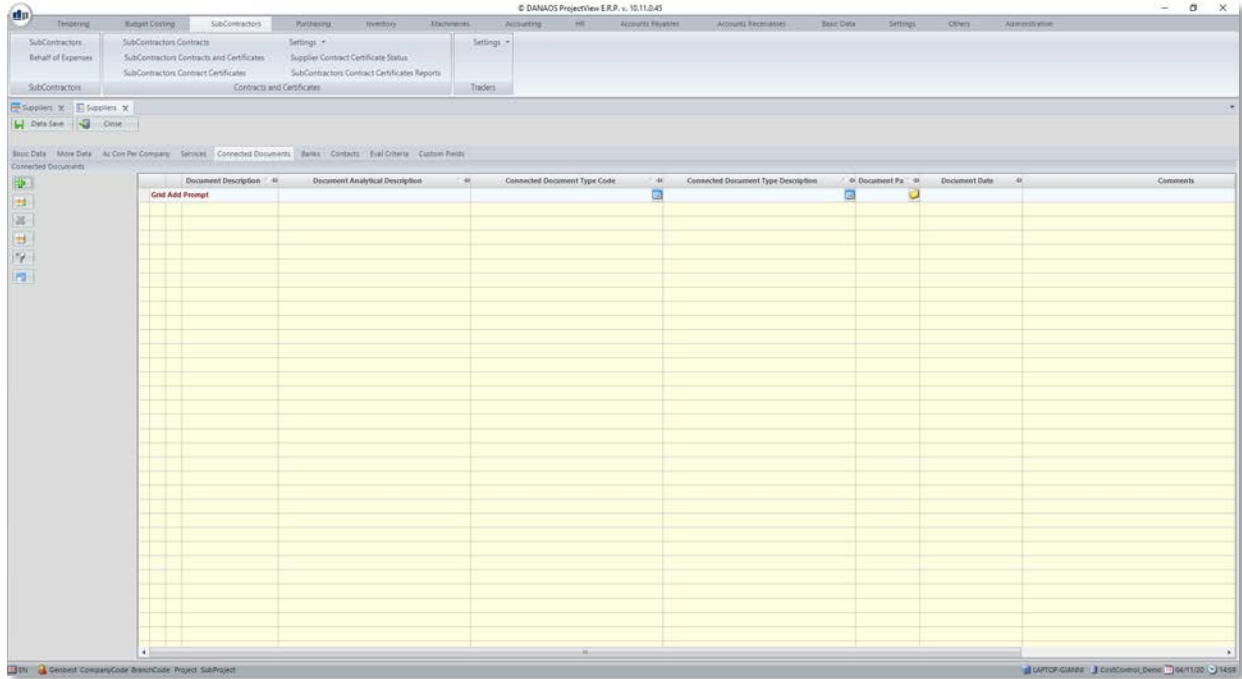 © DANAOS ProjectView E.R.P. v. 10.11.0.45
Tendering Budget Costing SubContractors Purchasing Inventory Machineries Accounting HR Accounts Payables Accounts Receivables Basic Data Settings Others Administration
SubContractors SubContractors Contracts Settings Settings
Behalf of Expenses SubContractors Contracts and Certificates Supplier Contract Certificate Status
SubContractors Contract Certificates SubContractors Contract Certificates Reports
SubContractors Contracts and Certificates Traders
Suppliers Suppliers
Data Save Close
Basic Data More Data Ac Con Per Company Services Connected Documents Banks Contacts Eval Criteria Custom Fields
Connected Documents
Document Description Document Analytical Description Connected Document Type Code Connected Document Type Description Document Pa Document Date Comments
Grid Add Prompt
EN Genbest CompanyCode BranchCode Project SubProject LAPTOP-GIANNI CostControl_Demo 04/11/20 14:59